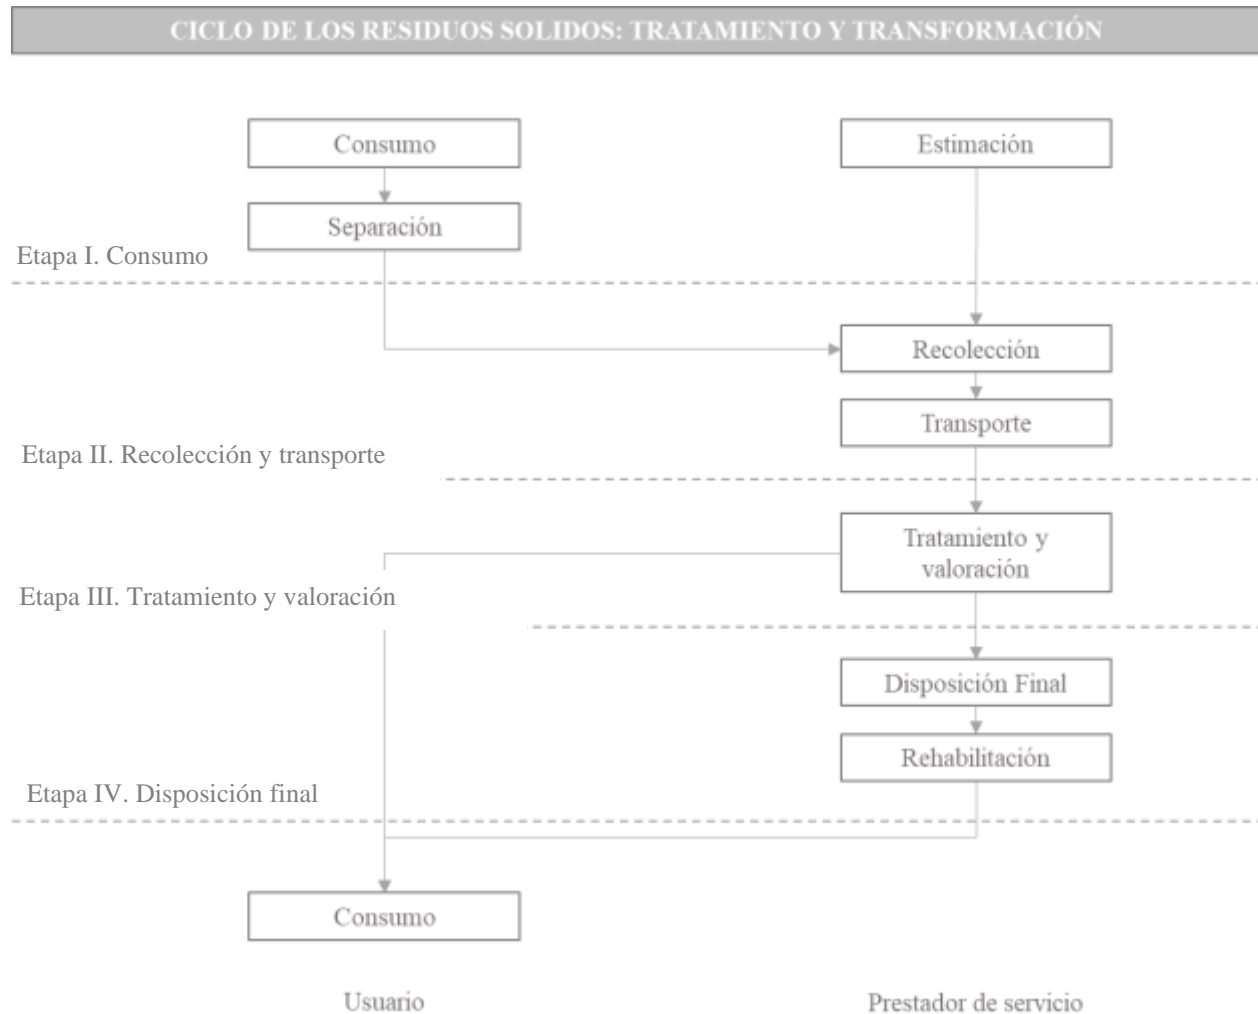 CICLO DE LOS RESIDUOS SOLIDOS: TRATAMIENTO Y TRANSFORMACIÓN
Consumo
Estimación
Separación
Etapa I. Consumo
Recolección
Transporte
Etapa II. Recolección y transporte
Tratamiento y
valoración
Etapa III. Tratamiento y valoración
Disposición Final
Rehabilitación
Etapa IV. Disposición final
Consumo
Usuario
Prestador de servicio